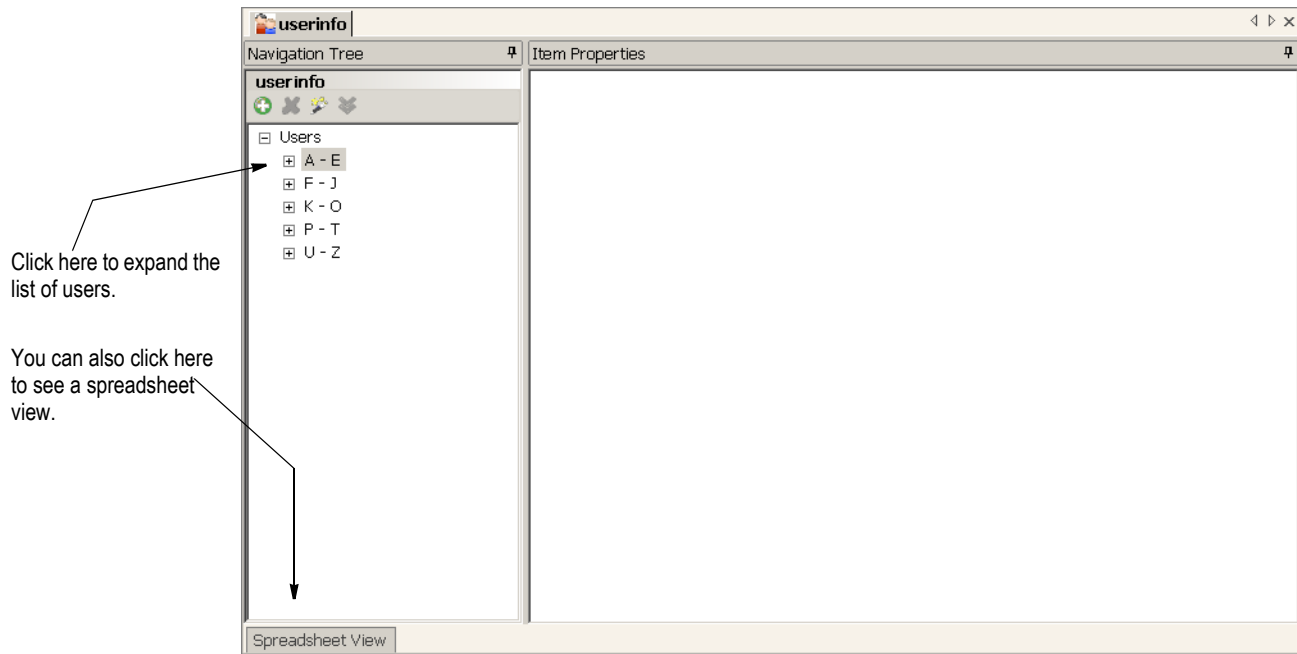 userinfo
Navigation Tree
Item Properties
userinfo
Users
A - E
F - J
K - O
P - T
U - Z
Click here to expand the
list of users.
You can also click here
to see a spreadsheet
view.
Spreadsheet View